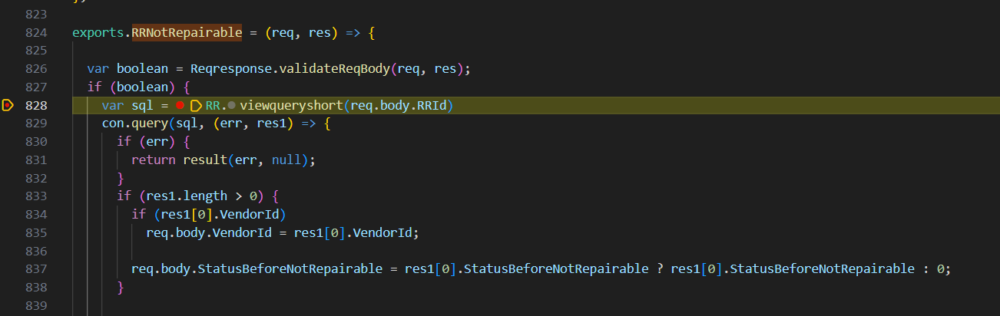 823
824 exports.RRNotRepairable = (req, res) => {
825
826 var boolean = Reqresponse.validateReqBody(req, res);
827 if (boolean) {
828 var sql = RR.viewqueryshort(req.body.RRId)
829 con.query(sql, (err, res1) => {
830 if (err) {
831 return result(err, null);
832 }
833 if (res1.length > 0) {
834 if (res1[0].VendorId)
835 req.body.VendorId = res1[0].VendorId;
836
837 req.body.StatusBeforeNotRepairable = res1[0].StatusBeforeNotRepairable ? res1[0].StatusBeforeNotRepairable : 0;
838 }
839